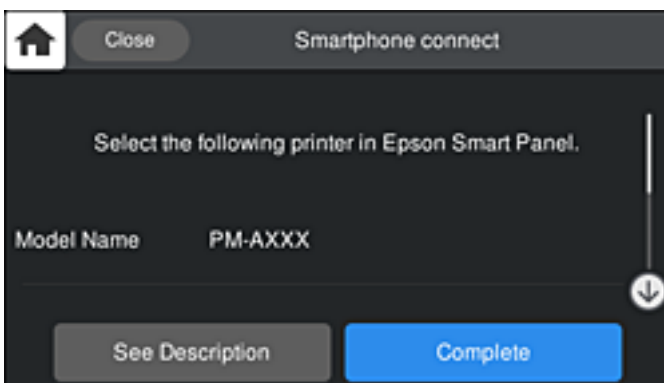 Close
Smartphone connect
Select the following printer in Epson Smart Panel.
Model Name PM-AXXX
See Description
Complete